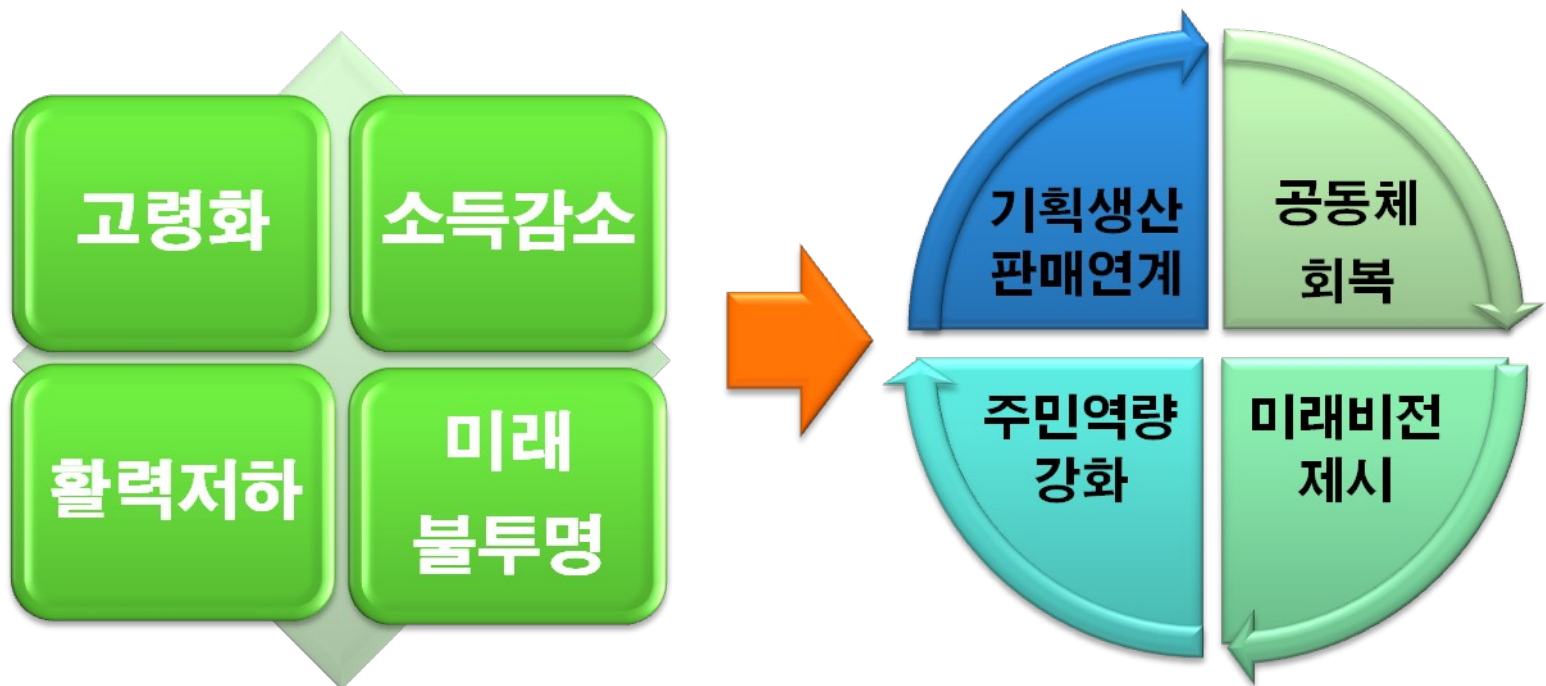 고령화
소득감소
활력저하
미래
불투명
기획생산
판매연계
공동체
회복
주민역량
강화
미래비전
제시